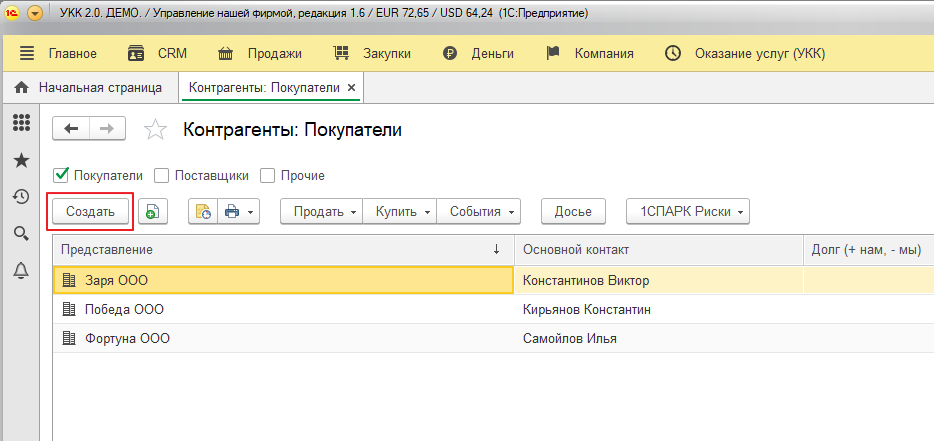 УКК 2.0. ДЕМО. / Управление нашей фирмой, редакция 1.6 / EUR 72,65 / USD 64,24 (1С:Предприятие)
Главное CRM Продажи Закупки Деньги Компания Оказание услуг (УКК)
Начальная страница Контрагенты: Покупатели ×
Контрагенты: Покупатели
Покупатели Поставщики Прочие
Создать Продать Купить События Досье 1СПАРК Риски
Представление ↓ Основной контакт Долг (+ нам, - мы)
Заря ООО Константинов Виктор
Победа ООО Кирьянов Константин
Фортуна ООО Самойлов Илья